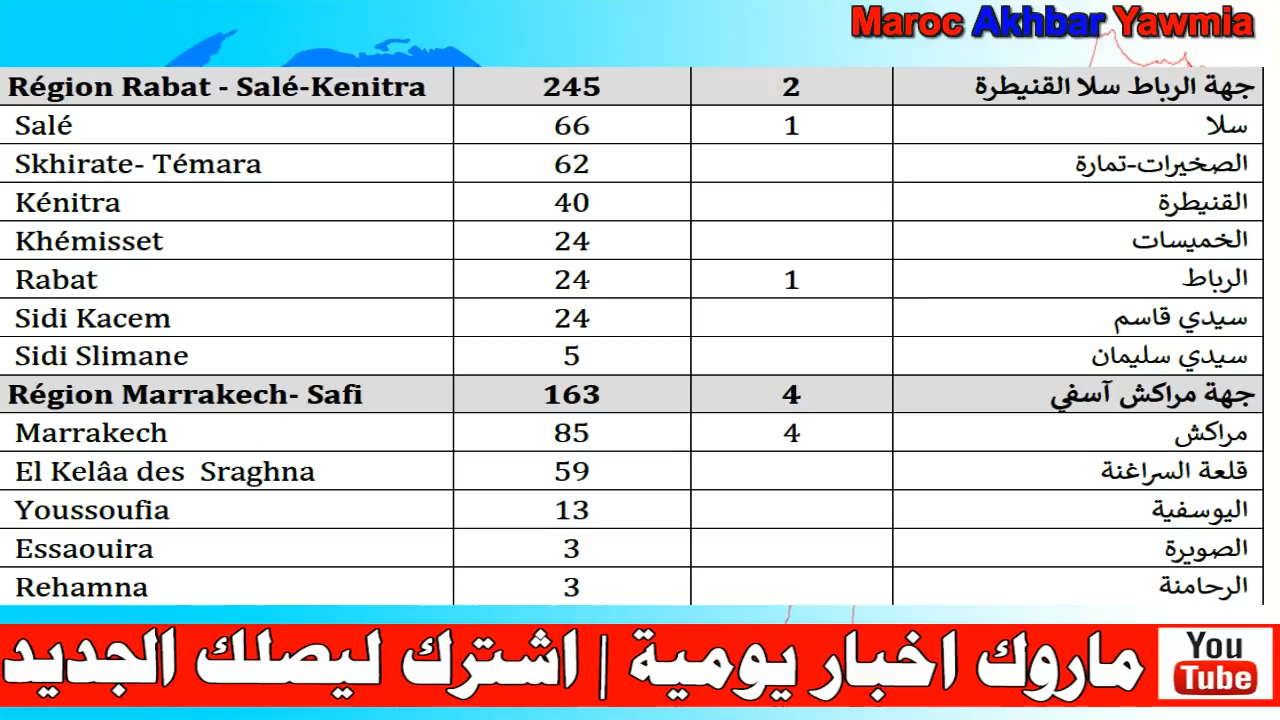 Maroc Akhbar Yawmia
Région Rabat - Salé-Kenitra 245 2 جهة الرباط سلا القنيطرة
Salé 66 1 سلا
Skhirate- Témara 62 الصخيرات-تمارة
Kénitra 40 القنيطرة
Khémisset 24 الخميسات
Rabat 24 1 الرباط
Sidi Kacem 24 سيدي قاسم
Sidi Slimane 5 سيدي سليمان
Région Marrakech- Safi 163 4 جهة مراكش آسفي
Marrakech 85 4 مراكش
El Kelâa des Sraghna 59 قلعة السراغنة
Youssoufia 13 اليوسفية
Essaouira 3 الصويرة
Rehamna 3 الرحامنة
ماروك اخبار يومية | اشترك ليصلك الجديد
You
Tube